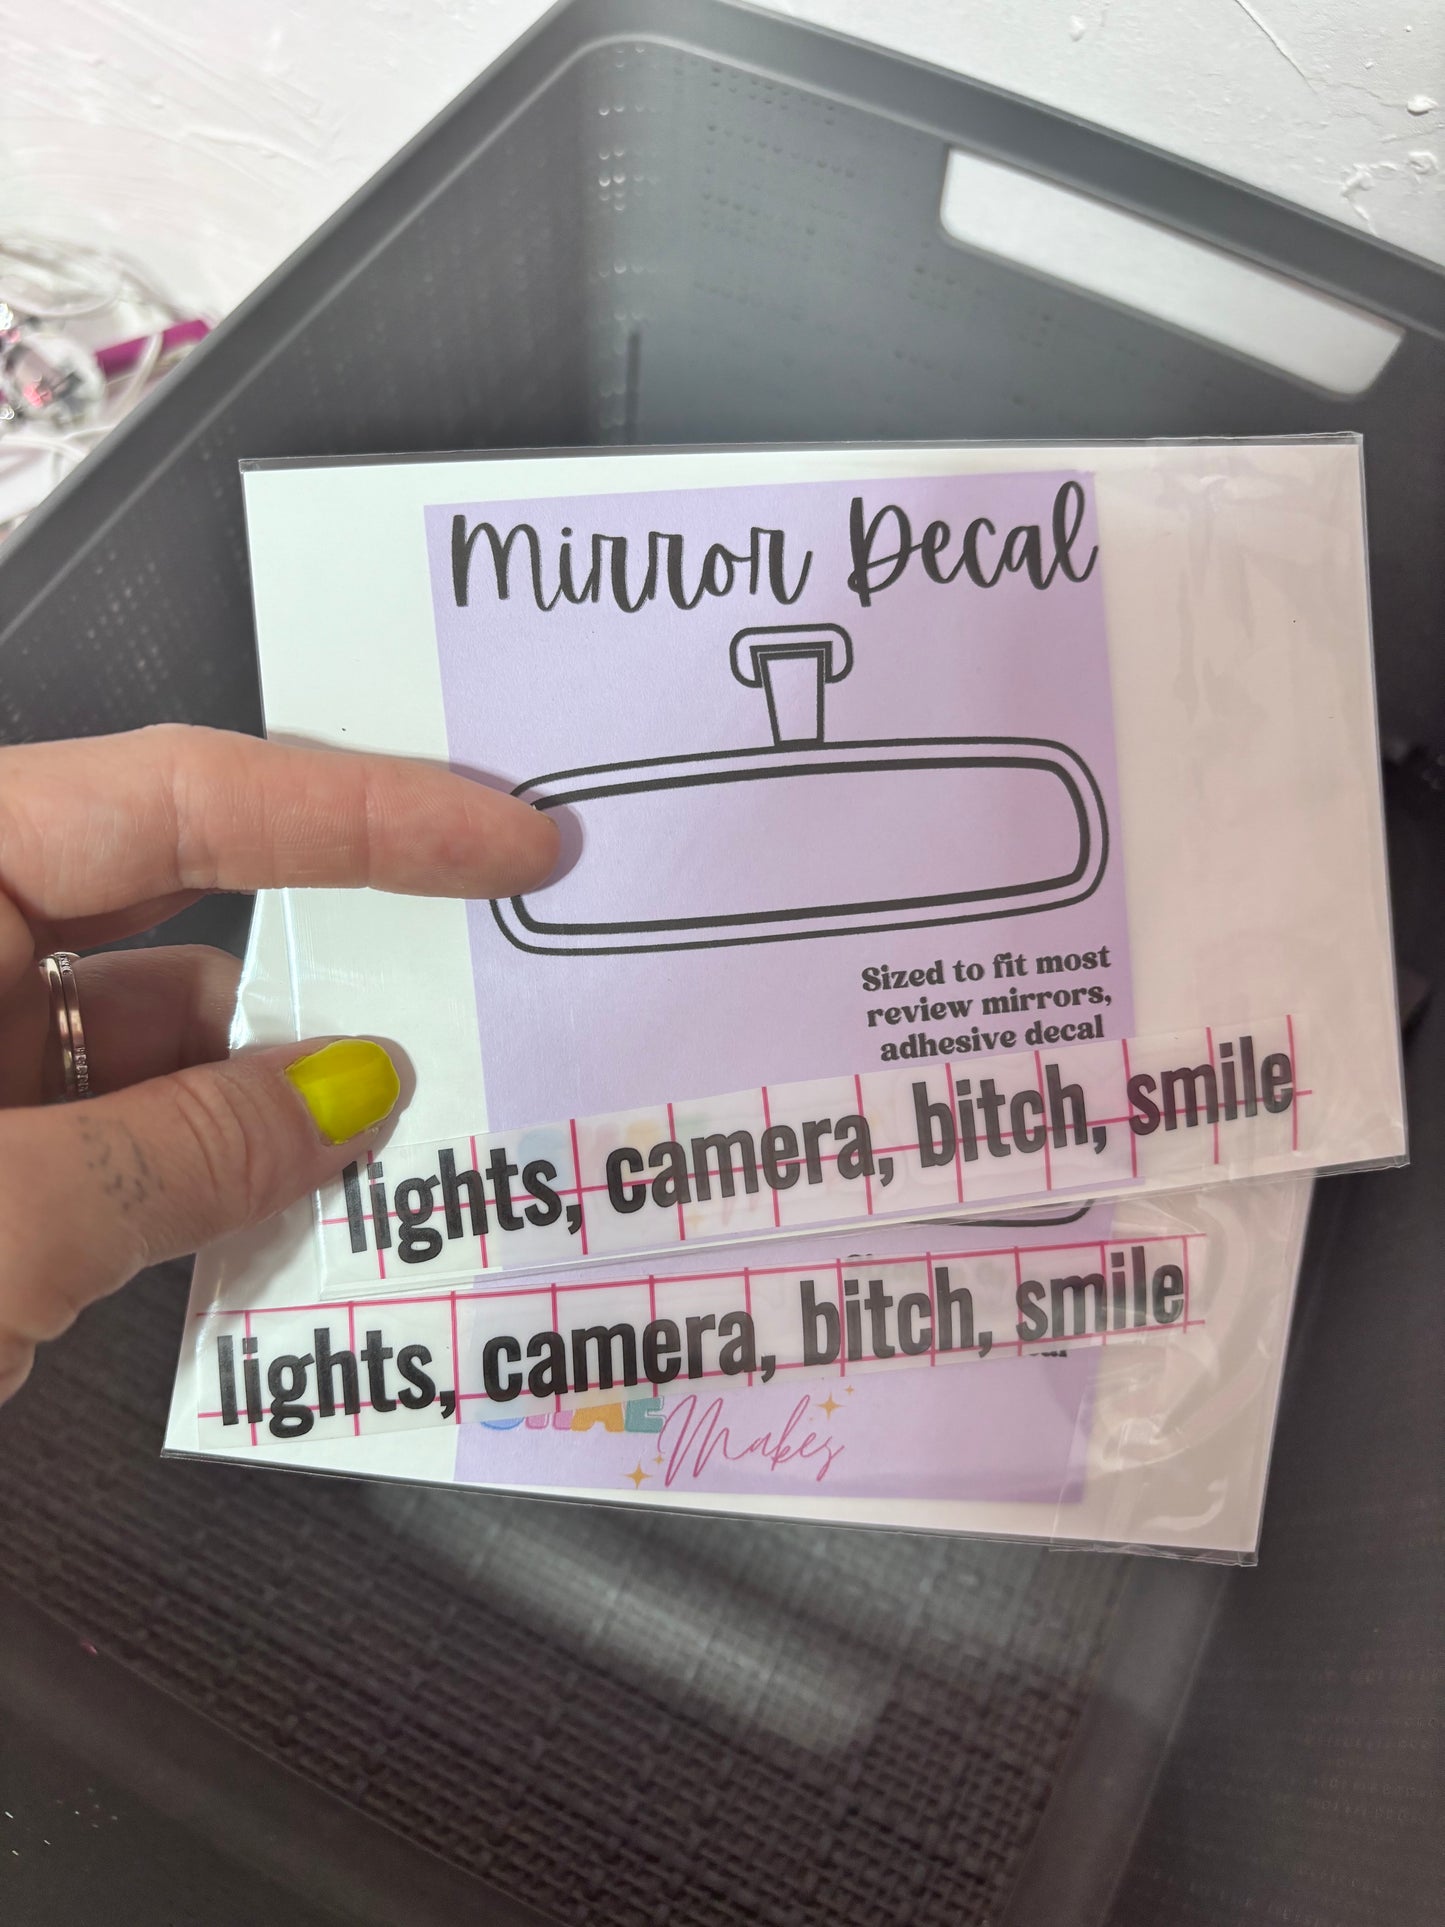 Mirror Decal
Sized to fit most
review mirrors,
adhesive decal
lights, camera, bitch, smile
lights, camera, bitch, smile
Makes